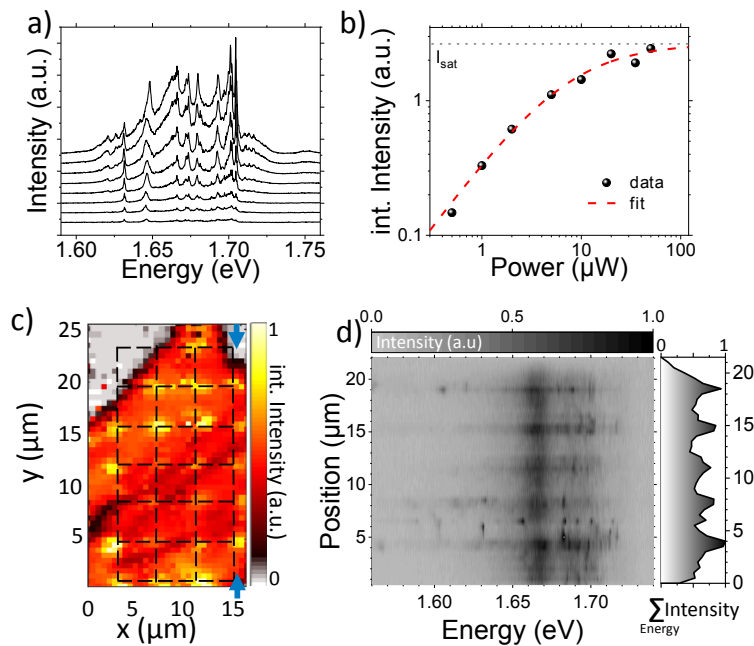 a)
Intensity (a.u.)
1.60 1.65 1.70 1.75
Energy (eV)
b)
int. Intensity (a.u.)
I_sat
1
0.1
data
fit
1 10 100
Power (µW)
c)
25
20
15
10
5
y (µm)
0 5 10 15
x (µm)
1
int. Intensity (a.u.)
0
d)
0.0 0.5 1.0
Intensity (a.u)
0 1
20
15
10
5
Position (µm)
20
15
10
5
0
1.60 1.66 1.70
Energy (eV)
∑ Intensity
Energy